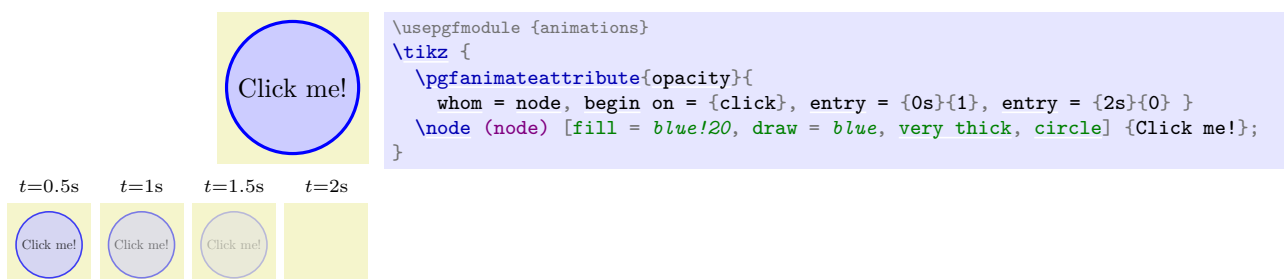 Click me!
\usepgfmodule {animations}
\tikz {
  \pgfanimateattribute{opacity}{
    whom = node, begin on = {click}, entry = {0s}{1}, entry = {2s}{0} }
  \node (node) [fill = blue!20, draw = blue, very thick, circle] {Click me!};
}
t=0.5s t=1s t=1.5s t=2s
Click me! Click me! Click me!